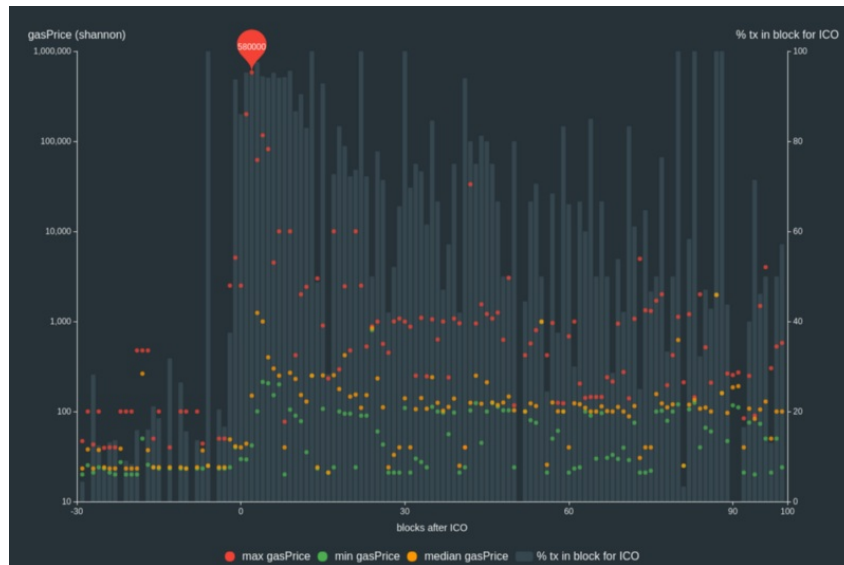 gasPrice (shannon)
% tx in block for ICO
580000
1,000,000
100
100,000
80
10,000
60
1,000
40
100
20
10
0
-30
0
30
60
90
100
blocks after ICO
max gasPrice
min gasPrice
median gasPrice
% tx in block for ICO